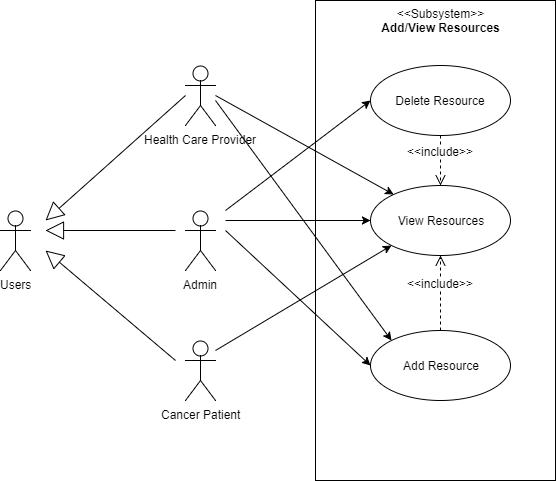 <<Subsystem>>
Add/View Resources
Delete Resource
Health Care Provider
<<include>>
View Resources
Users
Admin
<<include>>
Add Resource
Cancer Patient